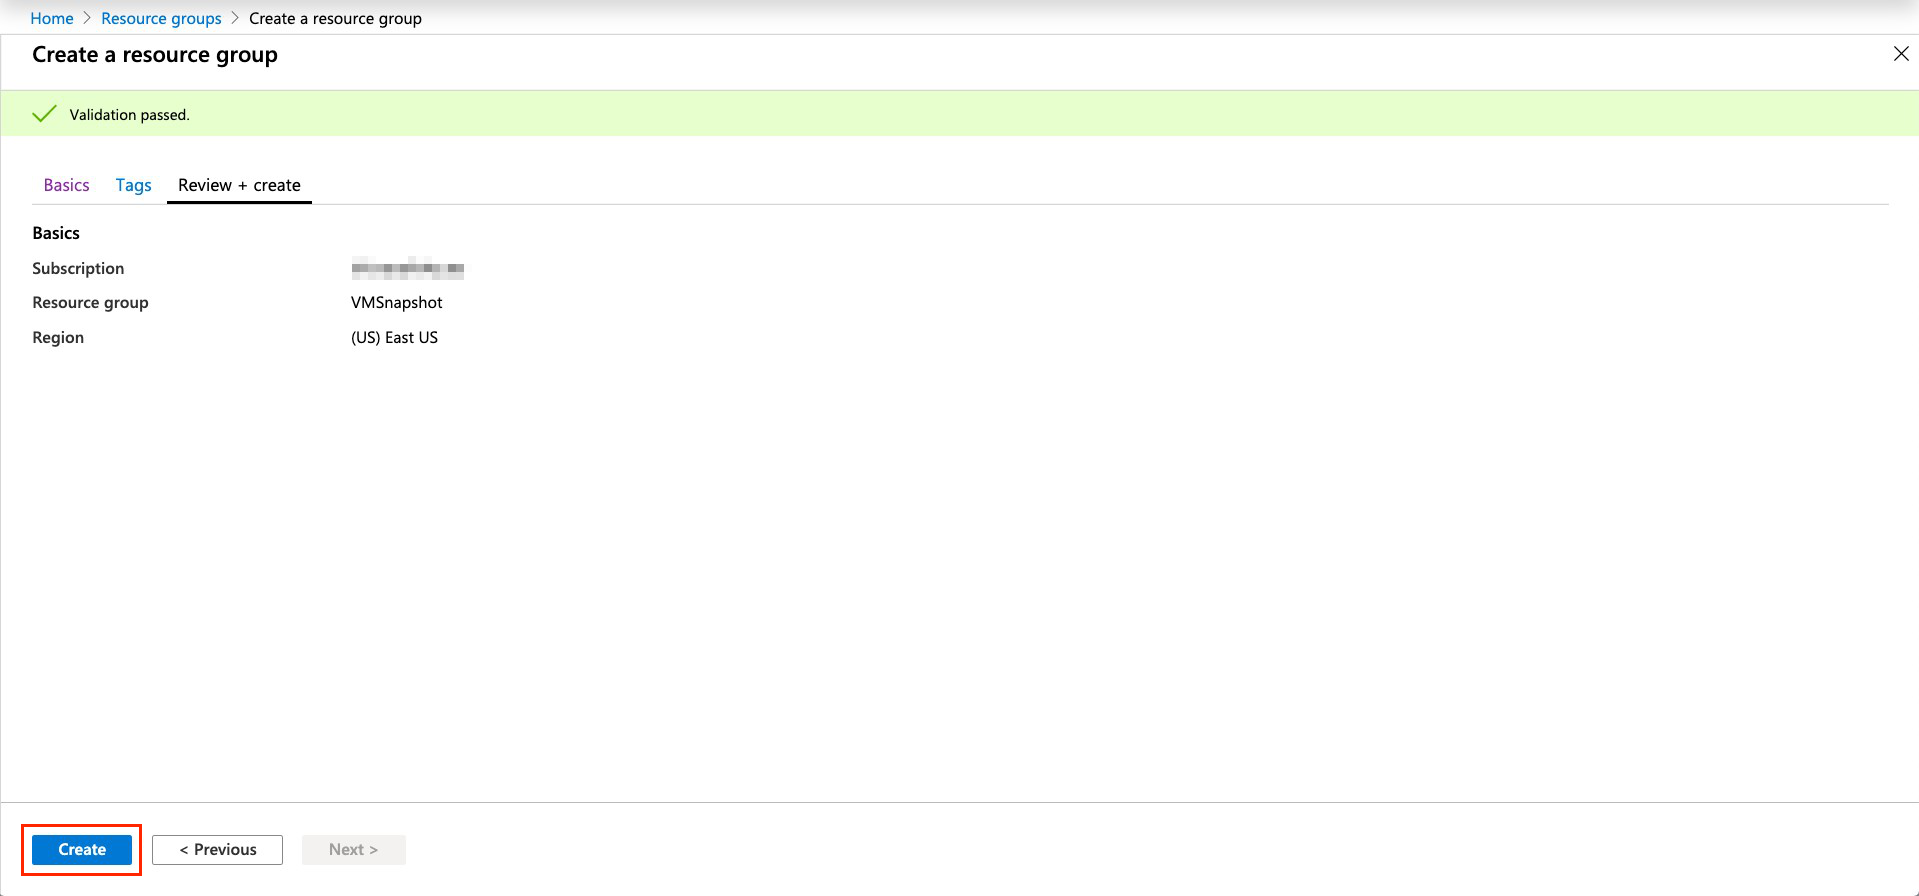 Home > Resource groups > Create a resource group
Create a resource group
Validation passed.
Basics Tags Review + create
Basics
Subscription
Resource group VMSnapshot
Region (US) East US
Create < Previous Next >